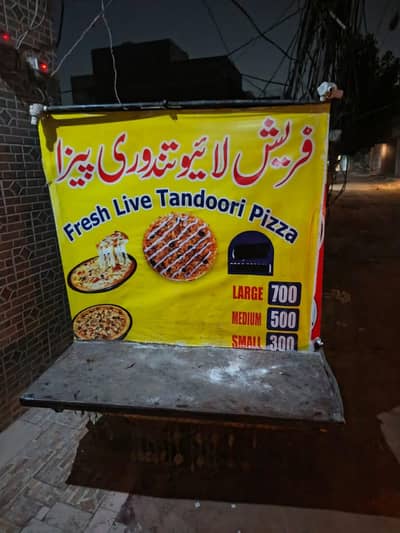 فریش لائیو تندوری پیزا
Fresh Live Tandoori Pizza
LARGE 700
MEDIUM 500
SMALL 300